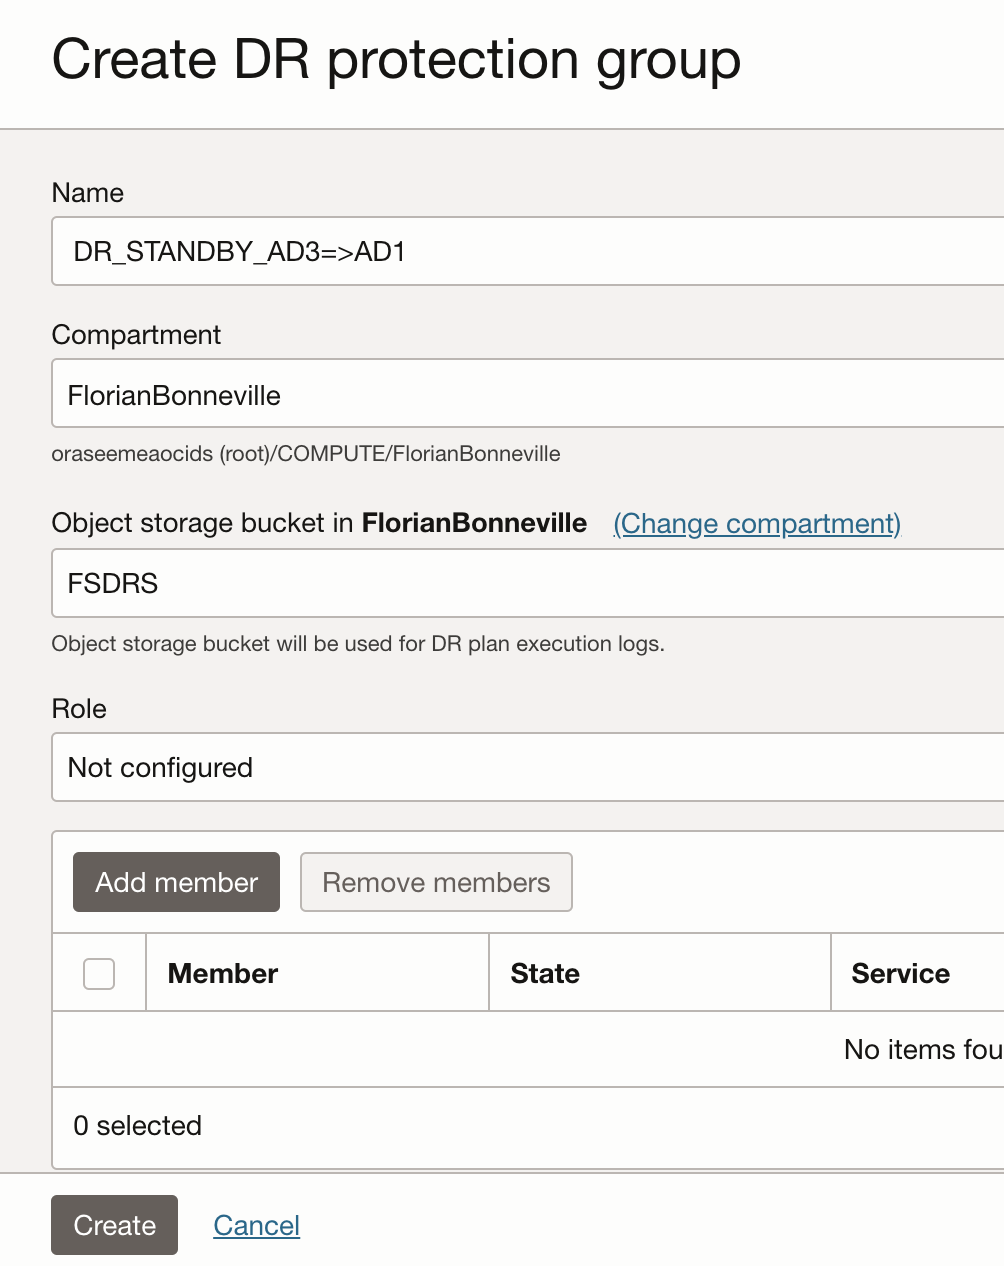 Create DR protection group
Name
DR_STANDBY_AD3=>AD1
Compartment
FlorianBonneville
oraseemeaocids (root)/COMPUTE/FlorianBonneville
Object storage bucket in FlorianBonneville (Change compartment)
FSDRS
Object storage bucket will be used for DR plan execution logs.
Role
Not configured
Add member Remove members
Member State Service
No items fou
0 selected
Create Cancel